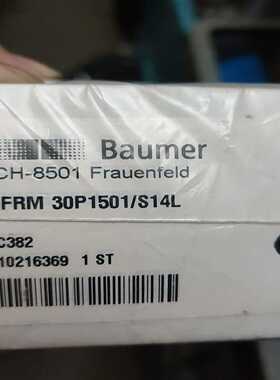 Baumer
CH-8501 Frauenfeld
FRM 30P1501/S14L
C382
10216369 1 ST